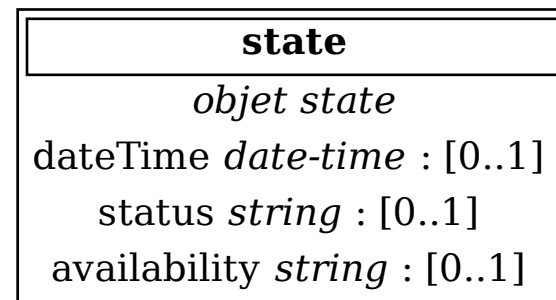 state
objet state
dateTime date-time : [0..1]
status string : [0..1]
availability string : [0..1]